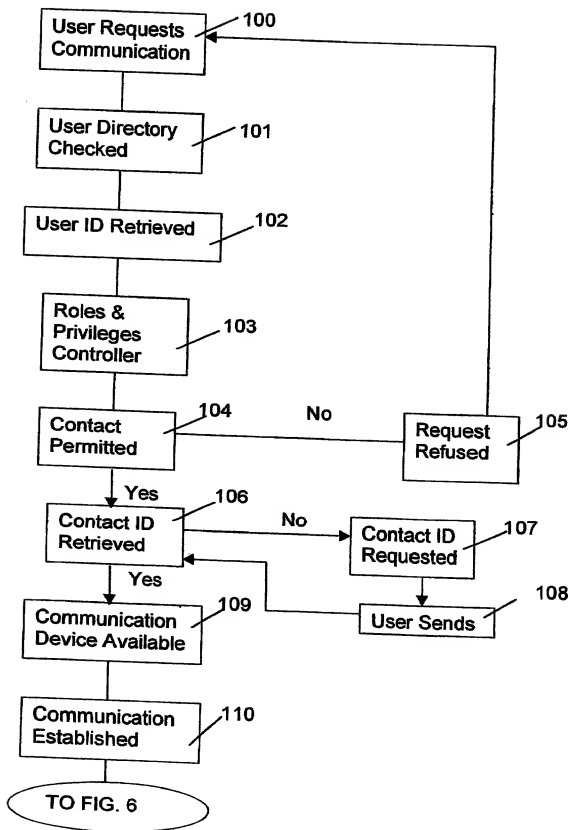 User Requests
Communication
100
User Directory
Checked
101
User ID Retrieved
102
Roles &
Privileges
Controller
103
Contact
Permitted
104
No
Request
Refused
105
Yes
Contact ID
Retrieved
106
No
Contact ID
Requested
107
Yes
User Sends
108
Communication
Device Available
109
Communication
Established
110
TO FIG. 6